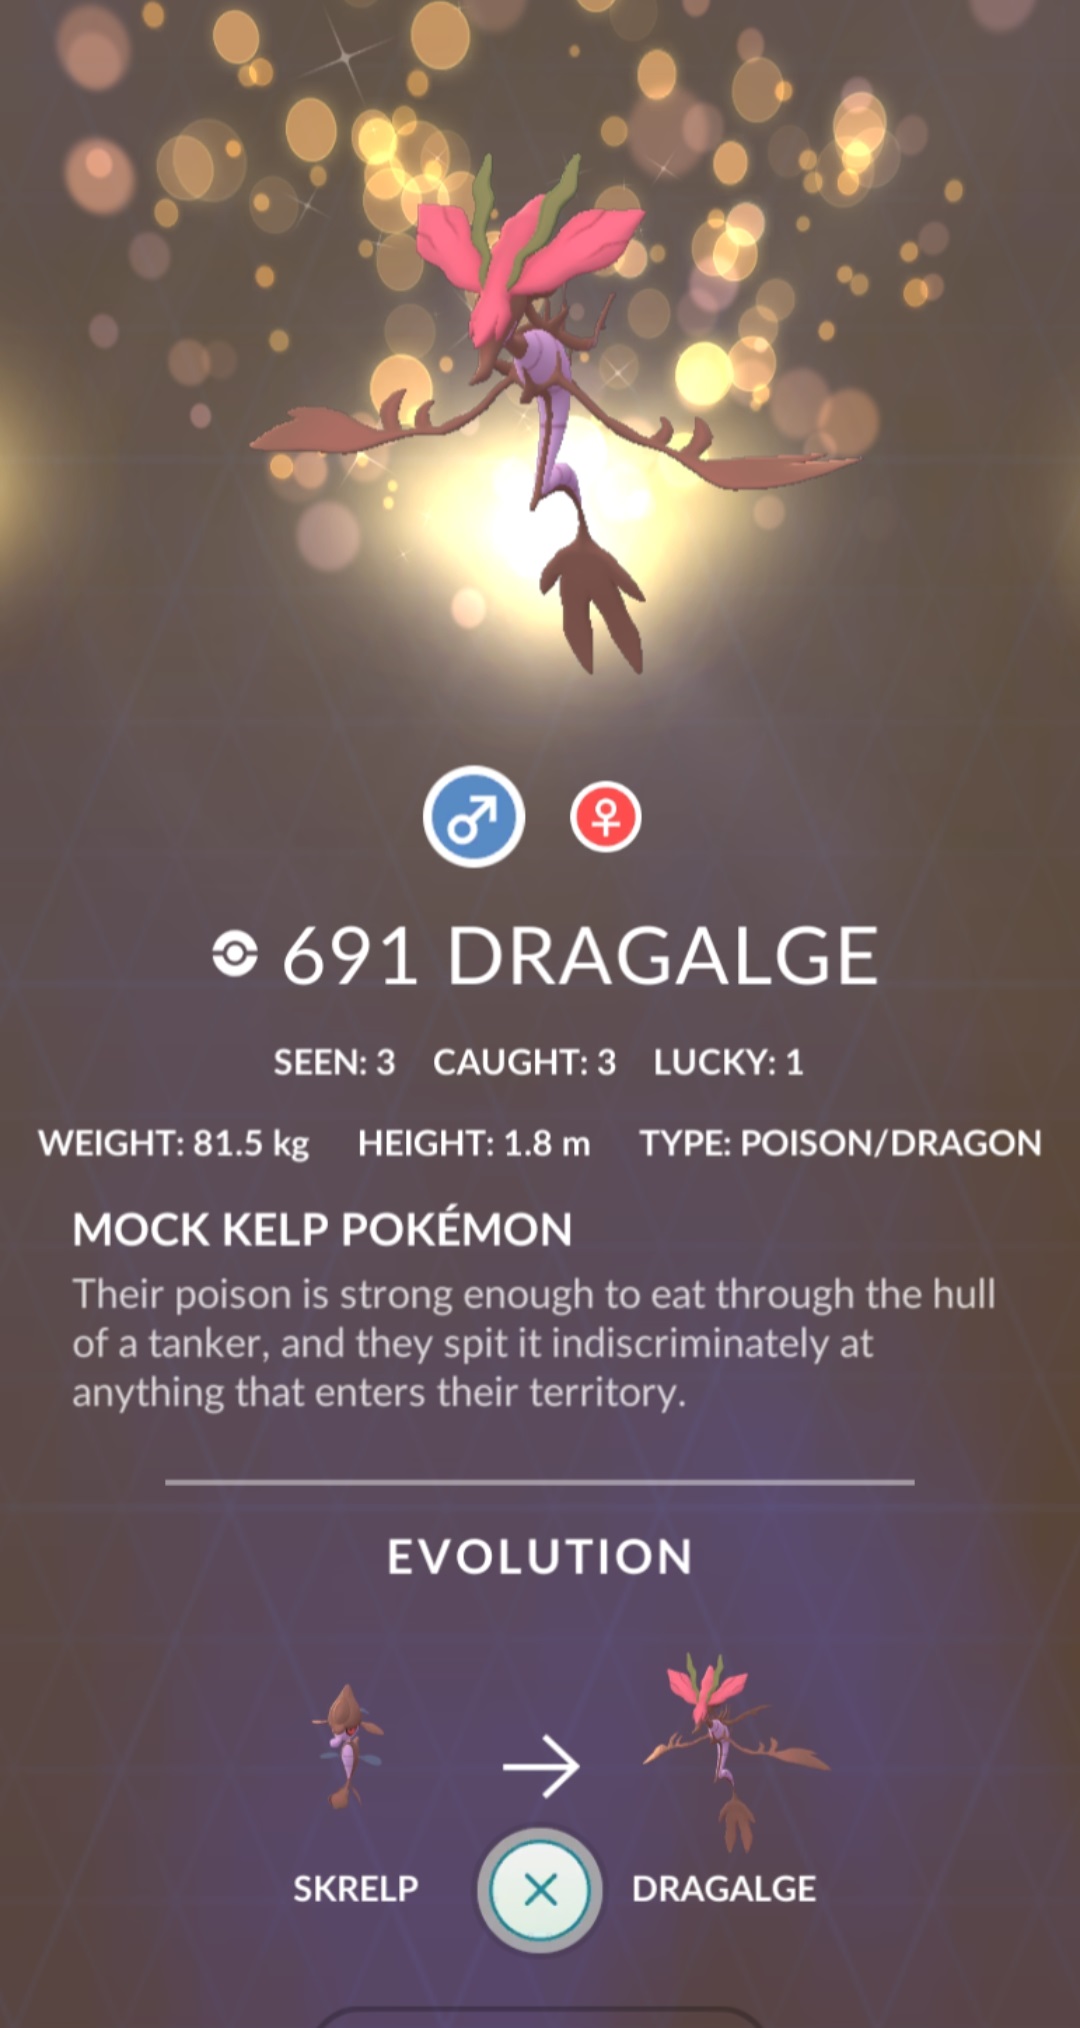 691 DRAGALGE
SEEN: 3 CAUGHT: 3 LUCKY: 1
WEIGHT: 81.5 kg HEIGHT: 1.8 m TYPE: POISON/DRAGON
MOCK KELP POKÉMON
Their poison is strong enough to eat through the hull
of a tanker, and they spit it indiscriminately at
anything that enters their territory.
EVOLUTION
SKRELP DRAGALGE